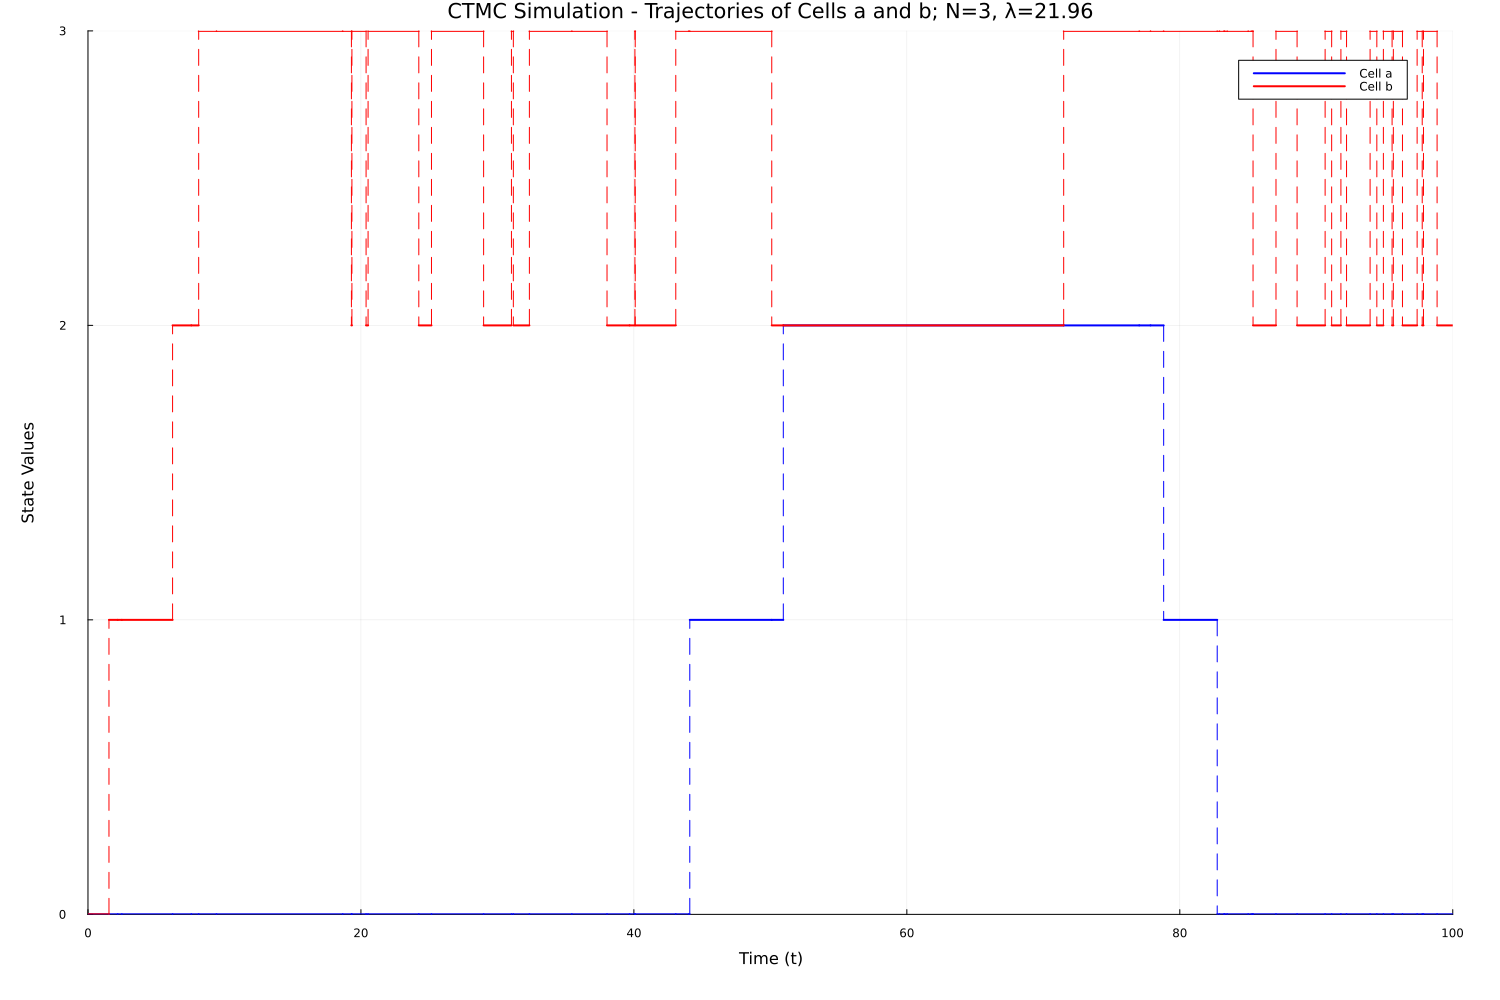 CTMC Simulation - Trajectories of Cells a and b; N=3, λ=21.96
3
Cell a
Cell b
2
State Values
1
0
0 20 40 60 80 100
Time (t)